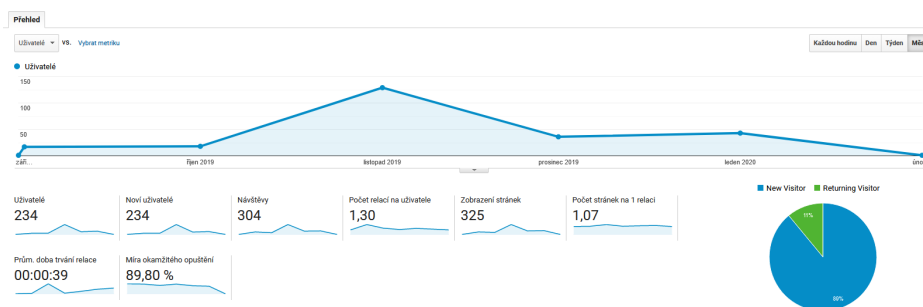 Přehled
Uživatelé VS. Vybrat metriku
Každou hodinu Den Týden
Uživatelé
150
100
50
říjen 2019 listopad 2019 prosinec 2019 leden 2020
New Visitor Returning Visitor
Uživatelé Noví uživatelé Návštěvy Počet relací na uživatele Zobrazení stránek Počet stránek na 1 relaci
234 234 304 1,30 325 1,07
11%
Prům. doba trvání relace Míra okamžitého opuštění
00:00:39 89,80 %
89%